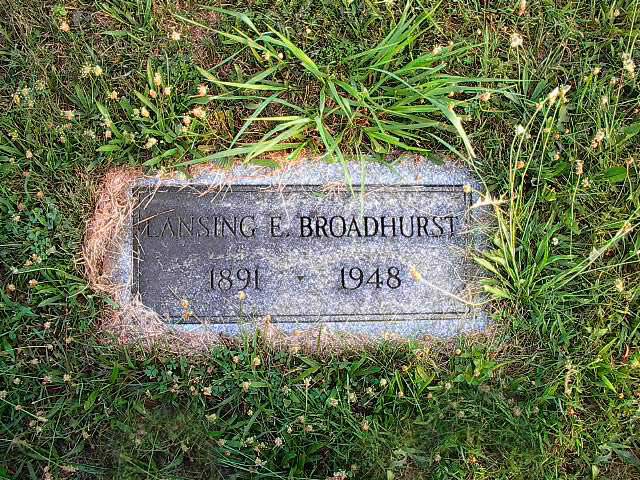 LANSING E. BROADHURST
1891 - 1948